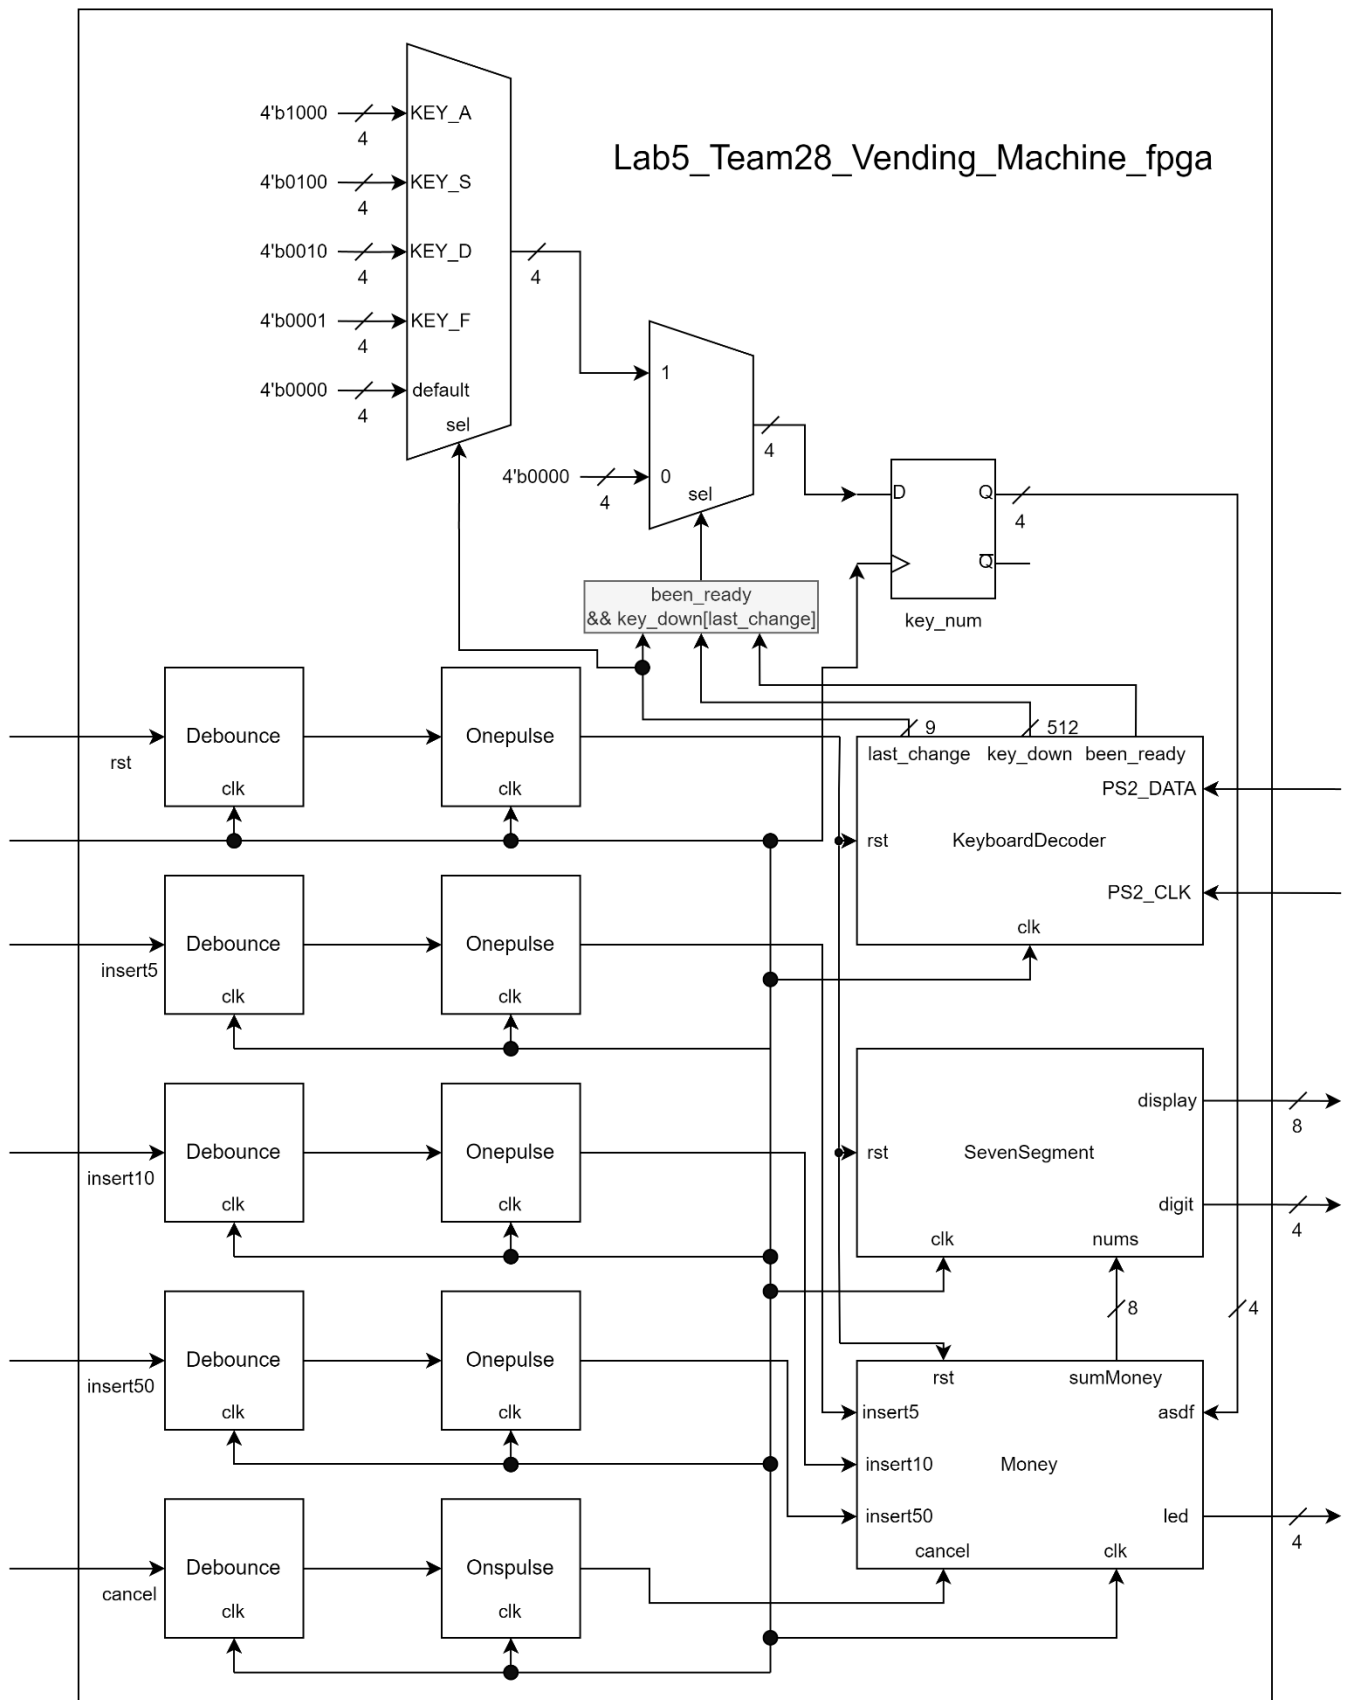 Lab5_Team28_Vending_Machine_fpga
4'b1000
4
KEY_A
4'b0100
4
KEY_S
4'b0010
4
KEY_D
4'b0001
4
KEY_F
4'b0000
4
default
sel
4
1
4'b0000
4
0
sel
4
D
Q
4
Q
key_num
been_ready
&& key_down[last_change]
rst
Debounce
clk
Onepulse
clk
9
512
last_change
key_down
been_ready
PS2_DATA
rst
KeyboardDecoder
PS2_CLK
clk
insert5
Debounce
clk
Onepulse
clk
insert10
Debounce
clk
Onepulse
clk
display
8
rst
SevenSegment
digit
4
clk
nums
8
4
insert50
Debounce
clk
Onepulse
clk
rst
sumMoney
insert5
asdf
insert10
Money
insert50
led
4
cancel
clk
cancel
Debounce
clk
Onspulse
clk